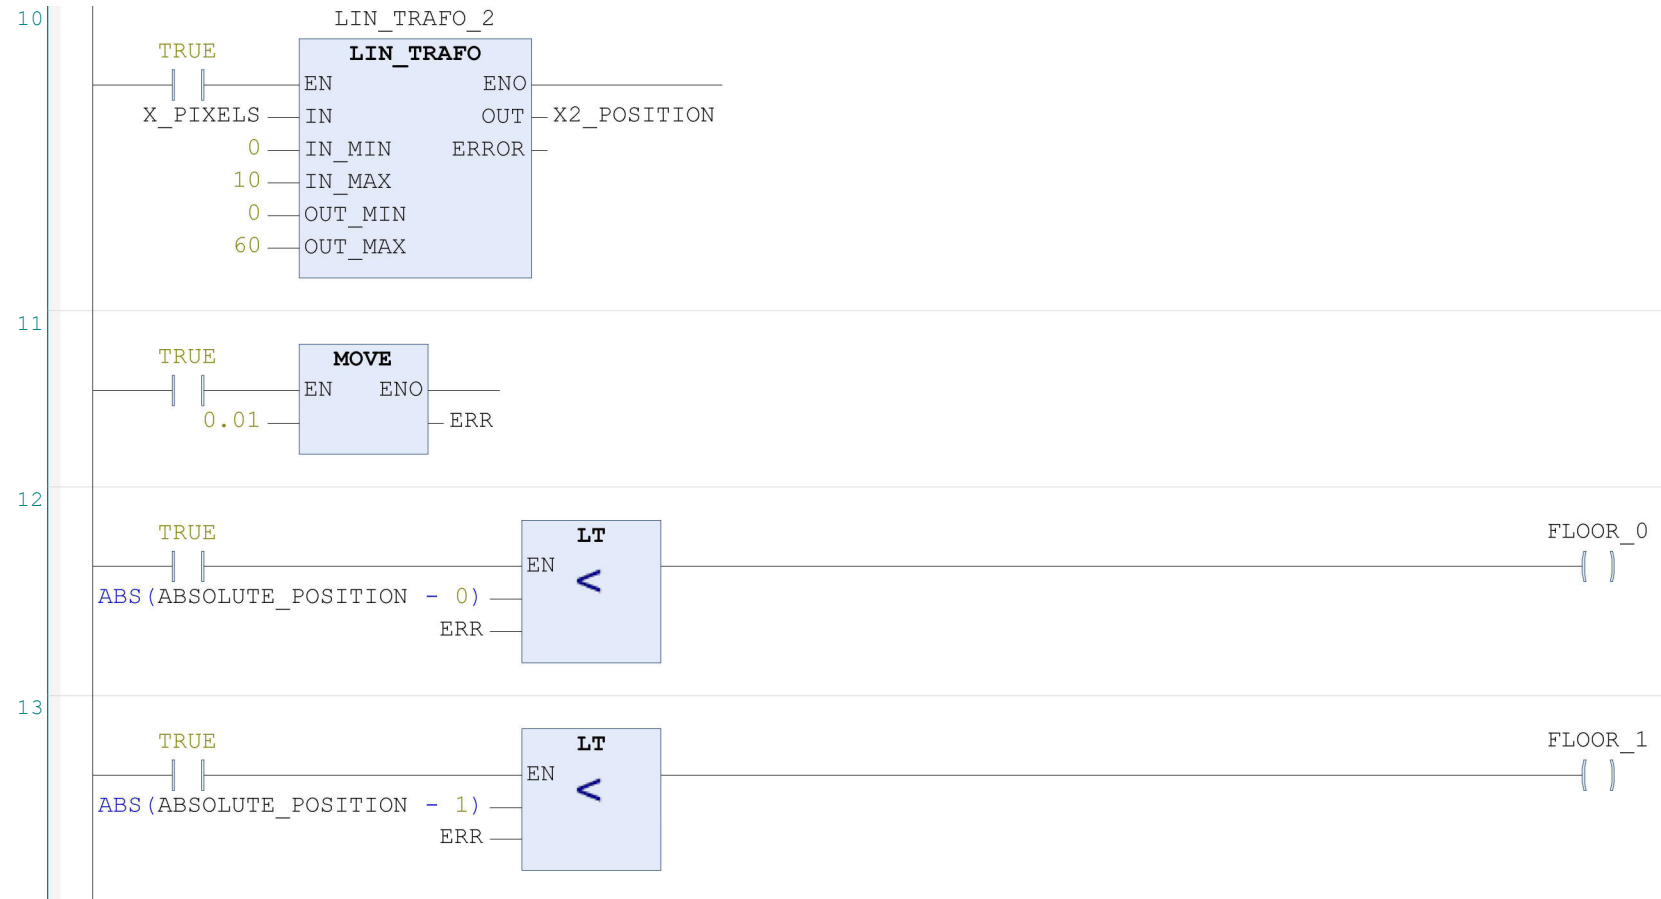 10
LIN_TRAFO_2
TRUE
LIN_TRAFO
EN ENO
X_PIXELS IN OUT X2_POSITION
0 IN_MIN ERROR
10 IN_MAX
0 OUT_MIN
60 OUT_MAX
11
TRUE
MOVE
EN ENO
0.01 ERR
12
TRUE
LT
FLOOR_0
EN
<
( )
ABS(ABSOLUTE_POSITION - 0)
ERR
13
TRUE
LT
FLOOR_1
EN
<
( )
ABS(ABSOLUTE_POSITION - 1)
ERR